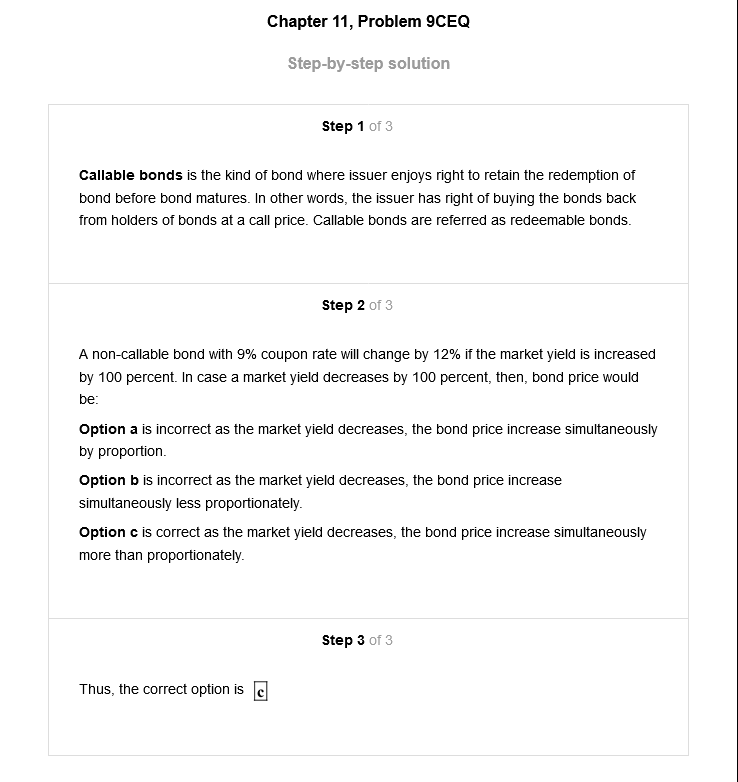 Chapter 11, Problem 9CEQ
Step-by-step solution
Step 1 of 3
Callable bonds is the kind of bond where issuer enjoys right to retain the redemption of
bond before bond matures. In other words, the issuer has right of buying the bonds back
from holders of bonds at a call price. Callable bonds are referred as redeemable bonds.
Step 2 of 3
A non-callable bond with 9% coupon rate will change by 12% if the market yield is increased
by 100 percent. In case a market yield decreases by 100 percent, then, bond price would
be:
Option a is incorrect as the market yield decreases, the bond price increase simultaneously
by proportion.
Option b is incorrect as the market yield decreases, the bond price increase
simultaneously less proportionately.
Option c is correct as the market yield decreases, the bond price increase simultaneously
more than proportionately.
Step 3 of 3
Thus, the correct option is c